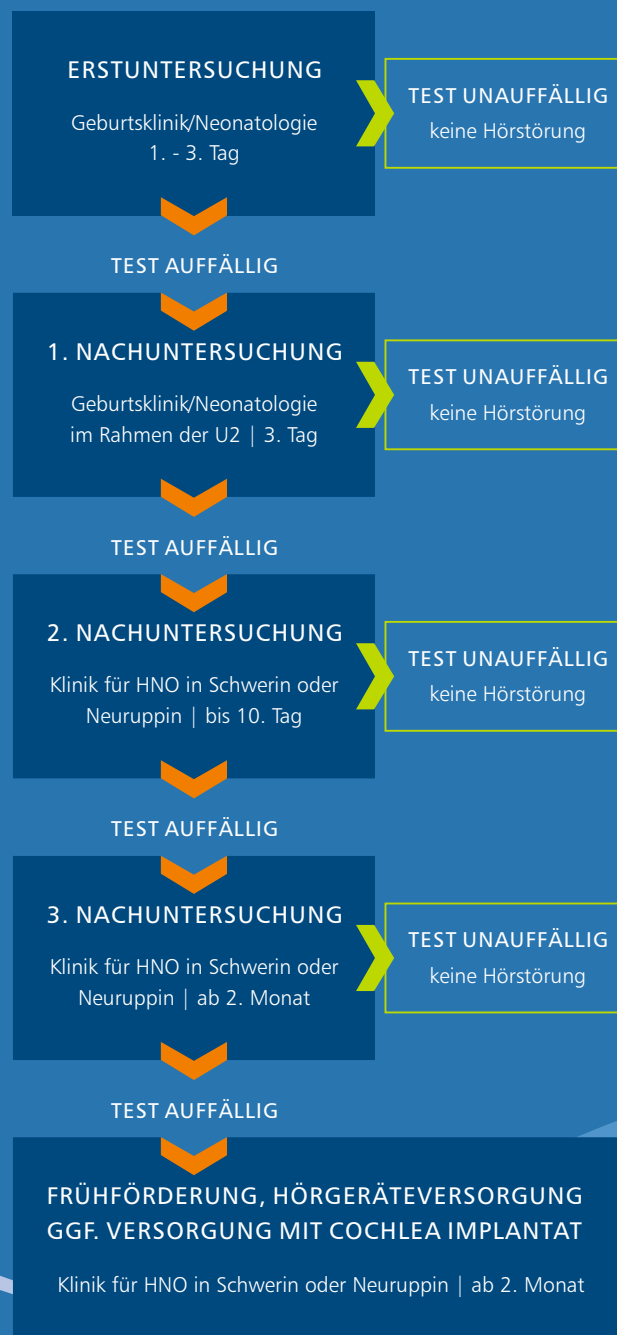 ERSTUNTERSUCHUNG
Geburtsklinik/Neonatologie
1. - 3. Tag
TEST UNAUFFÄLLIG
keine Hörstörung
TEST AUFFÄLLIG
1. NACHUNTERSUCHUNG
Geburtsklinik/Neonatologie
im Rahmen der U2 | 3. Tag
TEST UNAUFFÄLLIG
keine Hörstörung
TEST AUFFÄLLIG
2. NACHUNTERSUCHUNG
Klinik für HNO in Schwerin oder
Neuruppin | bis 10. Tag
TEST UNAUFFÄLLIG
keine Hörstörung
TEST AUFFÄLLIG
3. NACHUNTERSUCHUNG
Klinik für HNO in Schwerin oder
Neuruppin | ab 2. Monat
TEST UNAUFFÄLLIG
keine Hörstörung
TEST AUFFÄLLIG
FRÜHFÖRDERUNG, HÖRGERÄTEVERSORGUNG
GGF. VERSORGUNG MIT COCHLEA IMPLANTAT
Klinik für HNO in Schwerin oder Neuruppin | ab 2. Monat